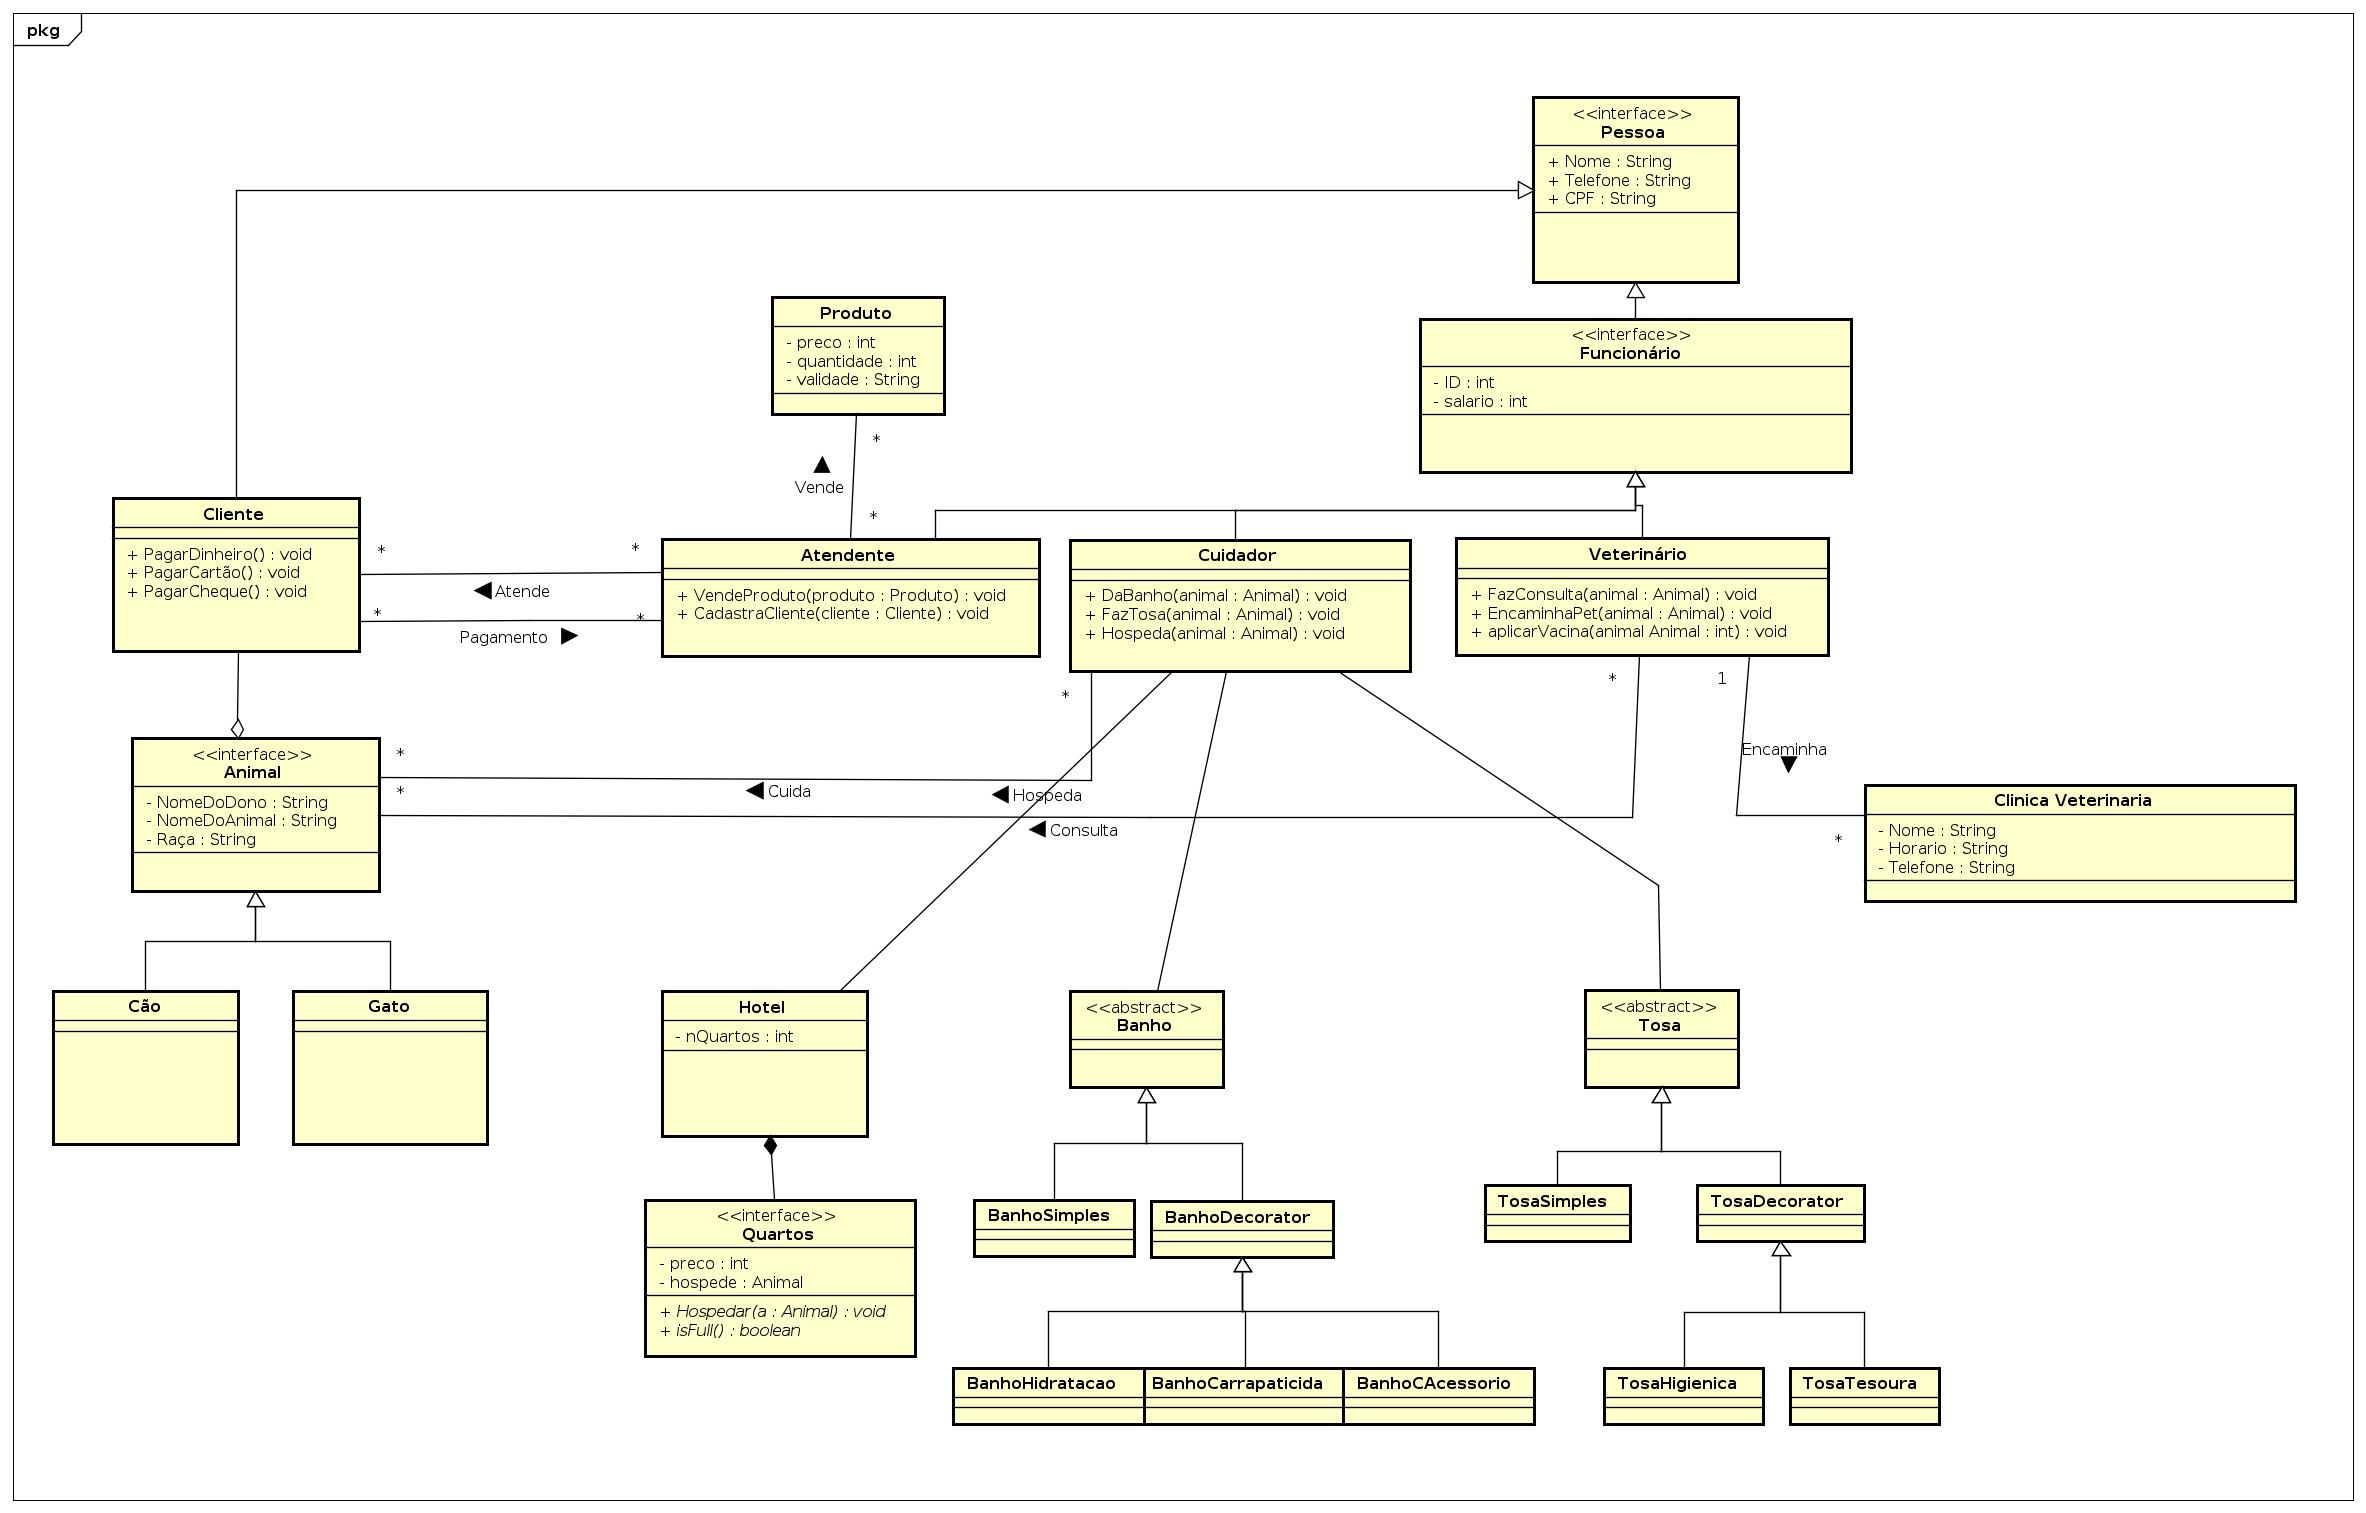 pkg
<<interface>>
Pessoa
+ Nome : String
+ Telefone : String
+ CPF : String
Produto
- preco : int
- quantidade : int
- validade : String
<<interface>>
Funcionário
- ID : int
- salario : int
*
Vende
*
Cliente
+ PagarDinheiro() : void
+ PagarCartão() : void
+ PagarCheque() : void
*
*
Atende
*
*
Pagamento
Atendente
+ VendeProduto(produto : Produto) : void
+ CadastraCliente(cliente : Cliente) : void
Cuidador
+ DaBanho(animal : Animal) : void
+ FazTosa(animal : Animal) : void
+ Hospeda(animal : Animal) : void
Veterinário
+ FazConsulta(animal : Animal) : void
+ EncaminhaPet(animal : Animal) : void
+ aplicarVacina(animal Animal : int) : void
*
*
1
Encaminha
*
<<interface>>
Animal
- NomeDoDono : String
- NomeDoAnimal : String
- Raça : String
*
*
Cuida
Hospeda
Consulta
Clinica Veterinaria
- Nome : String
- Horario : String
- Telefone : String
Cão
Gato
Hotel
- nQuartos : int
<<abstract>>
Banho
<<abstract>>
Tosa
<<interface>>
Quartos
- preco : int
- hospede : Animal
+ Hospedar(a : Animal) : void
+ isFull() : boolean
BanhoSimples
BanhoDecorator
TosaSimples
TosaDecorator
BanhoHidratacao
BanhoCarrapaticida
BanhoCAcessorio
TosaHigienica
TosaTesoura